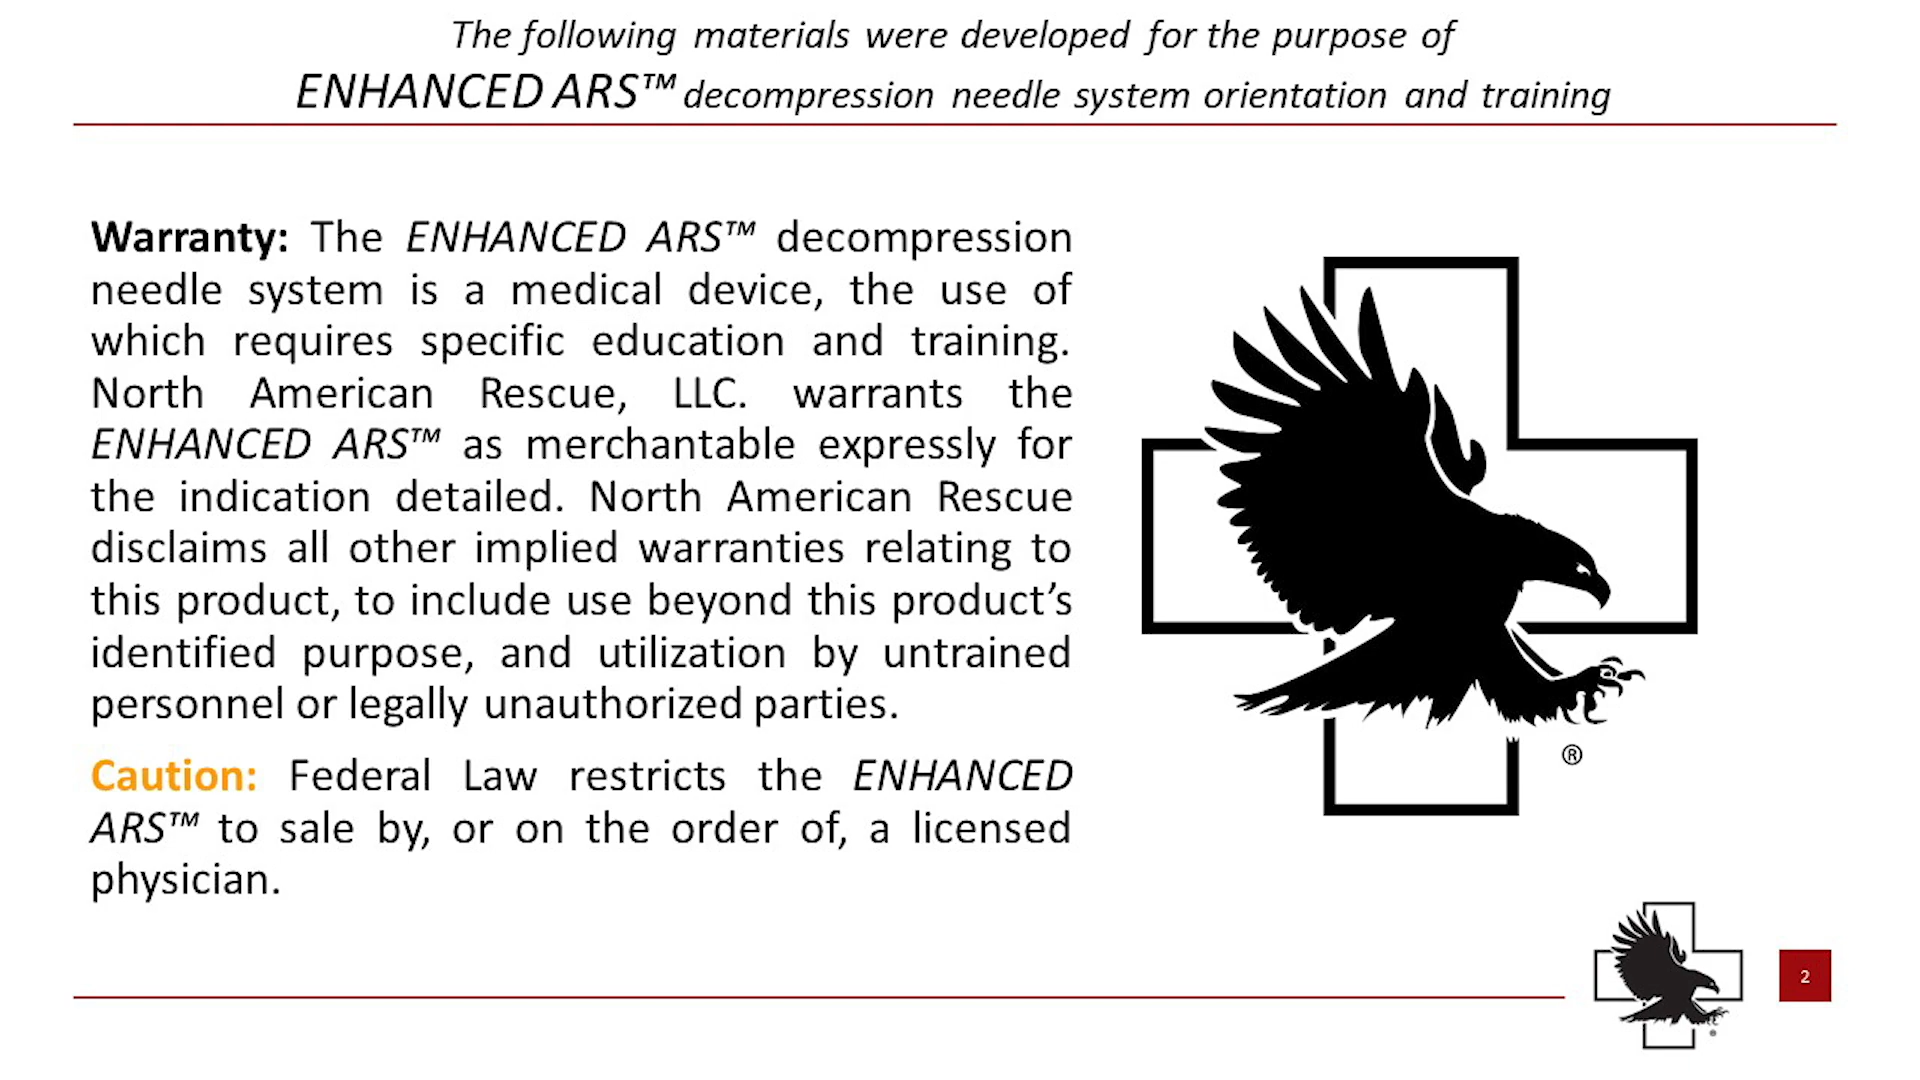 The following materials were developed for the purpose of
ENHANCED ARS™ decompression needle system orientation and training
Warranty: The ENHANCED ARS™ decompression
needle system is a medical device, the use of
which requires specific education and training.
North American Rescue, LLC. warrants the
ENHANCED ARS™ as merchantable expressly for
the indication detailed. North American Rescue
disclaims all other implied warranties relating to
this product, to include use beyond this product’s
identified purpose, and utilization by untrained
personnel or legally unauthorized parties.
Caution: Federal Law restricts the ENHANCED
ARS™ to sale by, or on the order of, a licensed
physician.
®
2